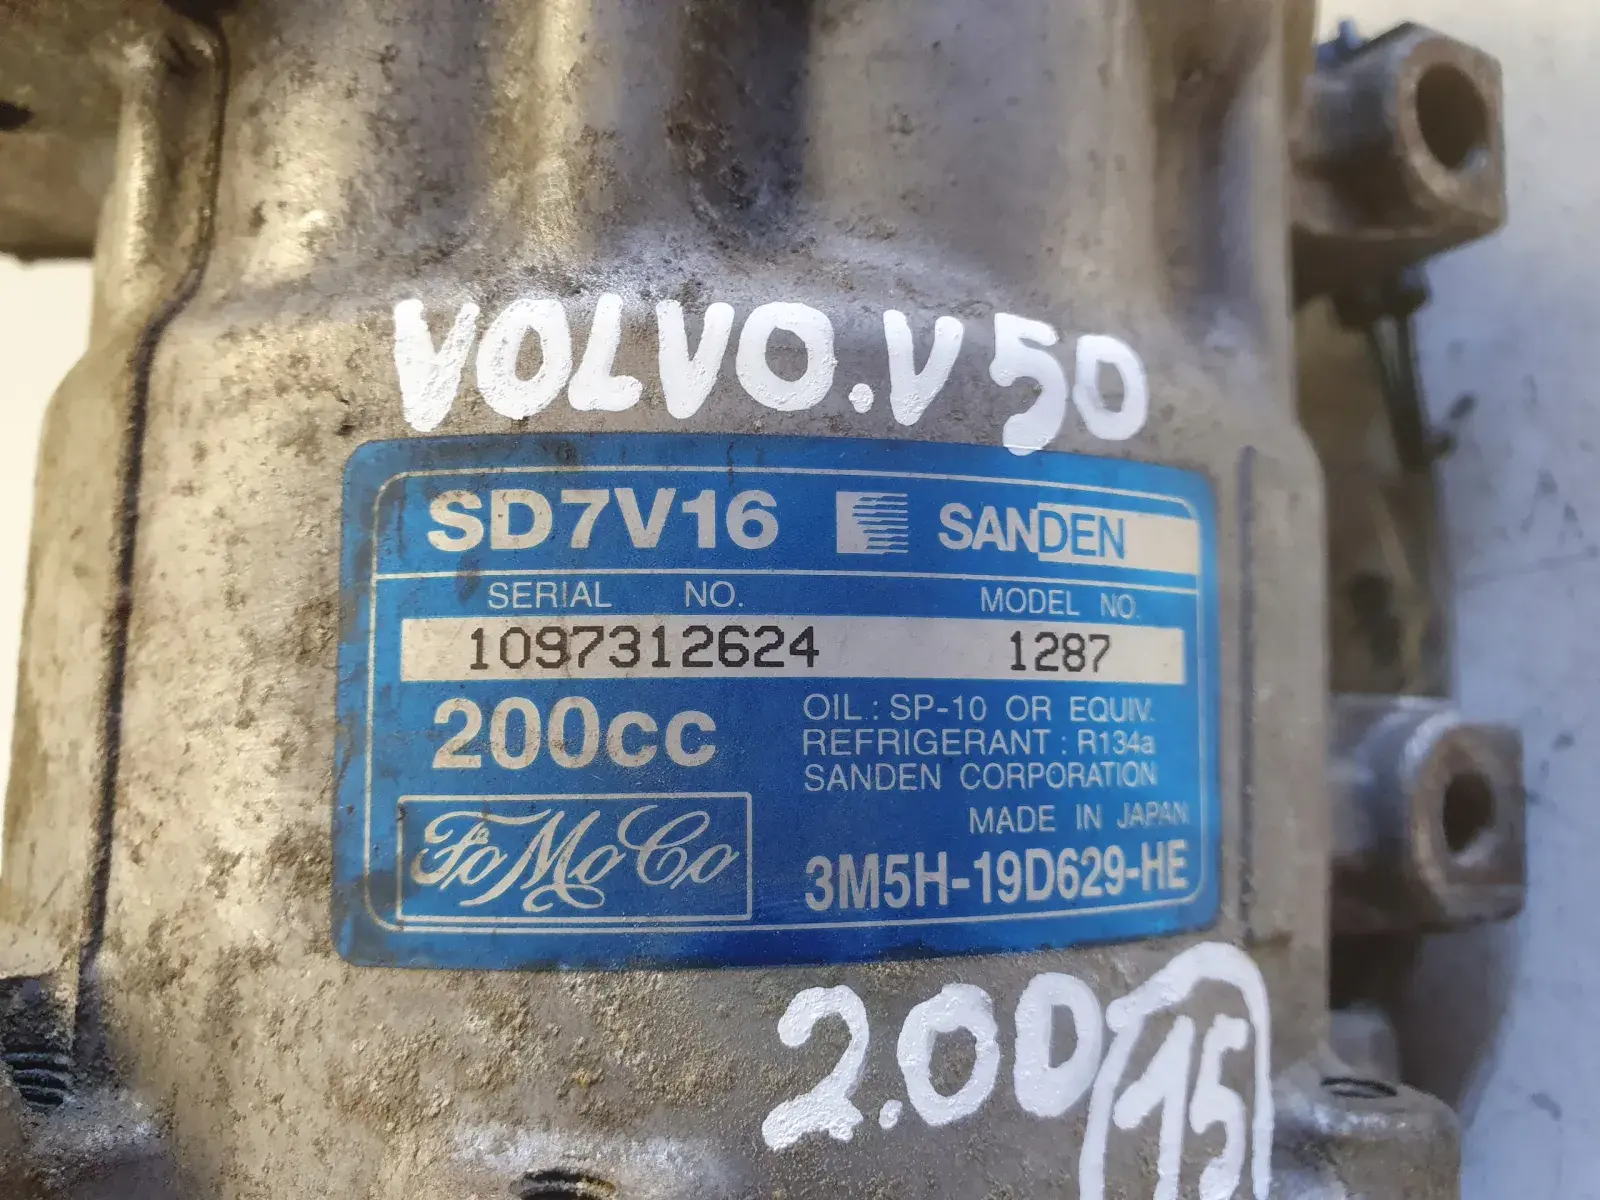 VOLVO.V50
SD7V16 SANDEN
SERIAL NO. MODEL NO.
1097312624 1287
200cc
OIL : SP-10 OR EQUIV.
REFRIGERANT : R134a
SANDEN CORPORATION
MADE IN JAPAN
FoMoCo
3M5H-19D629-HE
2.0D
15